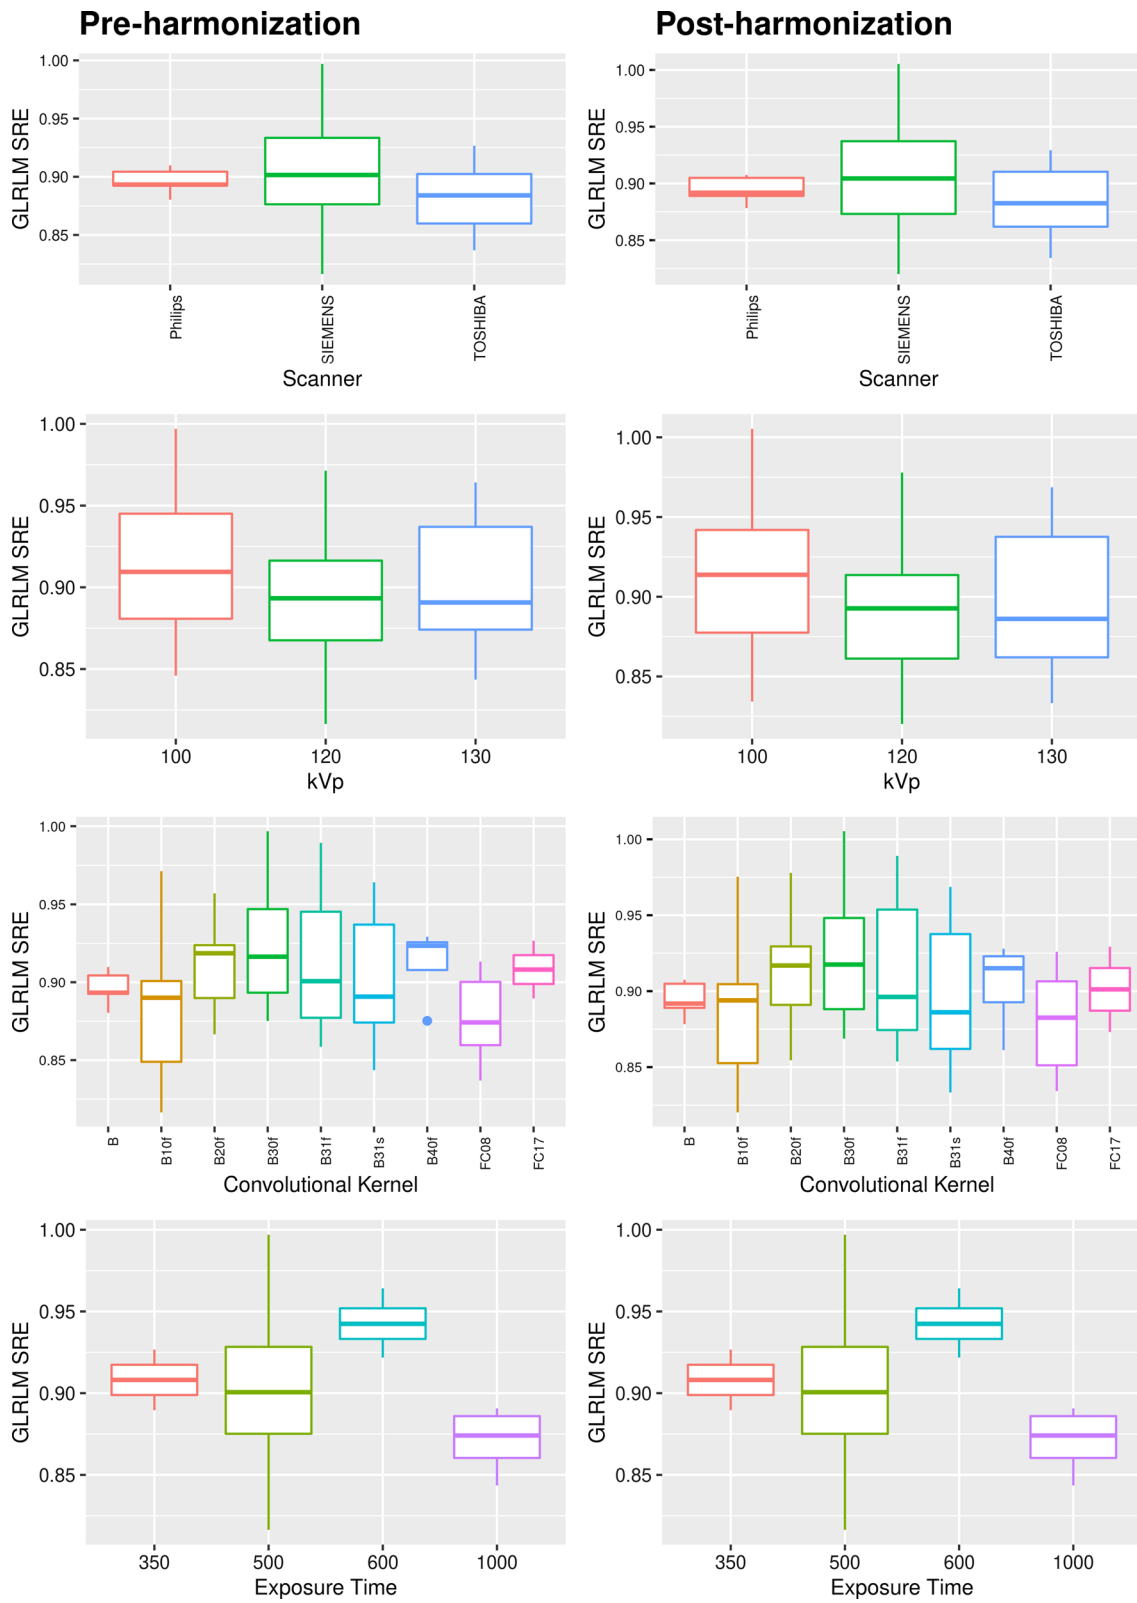 Pre-harmonization
Post-harmonization
GLRLM SRE
1.00
0.95
0.90
0.85
Philips
SIEMENS
TOSHIBA
Scanner
GLRLM SRE
1.00
0.95
0.90
0.85
Philips
SIEMENS
TOSHIBA
Scanner
GLRLM SRE
1.00
0.95
0.90
0.85
100
120
130
kVp
GLRLM SRE
1.00
0.95
0.90
0.85
100
120
130
kVp
GLRLM SRE
1.00
0.95
0.90
0.85
B
B10f
B20f
B30f
B31f
B31s
B40f
FC08
FC17
Convolutional Kernel
GLRLM SRE
1.00
0.95
0.90
0.85
B
B10f
B20f
B30f
B31f
B31s
B40f
FC08
FC17
Convolutional Kernel
GLRLM SRE
1.00
0.95
0.90
0.85
350
500
600
1000
Exposure Time
GLRLM SRE
1.00
0.95
0.90
0.85
350
500
600
1000
Exposure Time